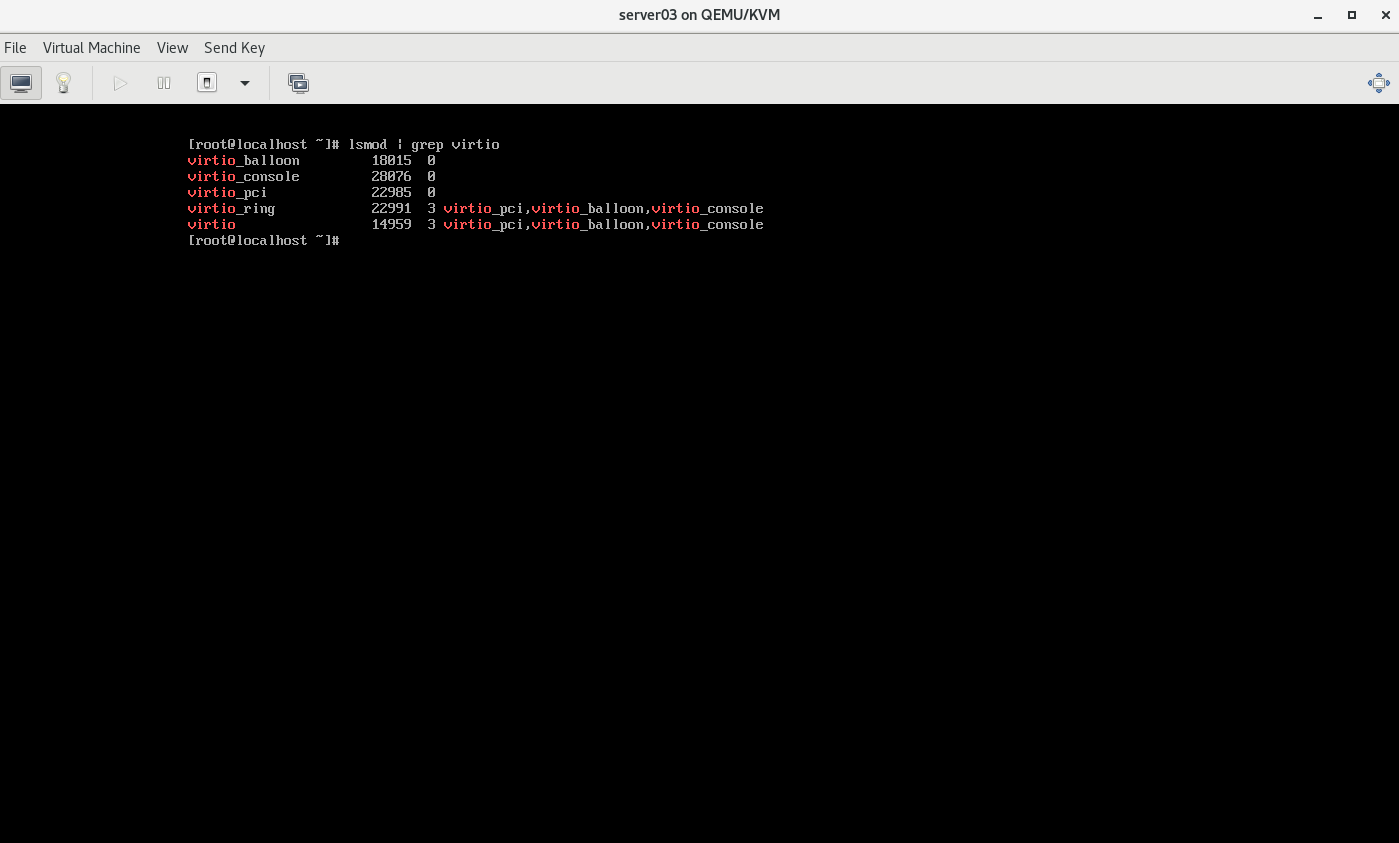 server03 on QEMU/KVM
File Virtual Machine View Send Key
[root@localhost ~]# lsmod | grep virtio
virtio_balloon 18015 0
virtio_console 28076 0
virtio_pci 22985 0
virtio_ring 22991 3 virtio_pci,virtio_balloon,virtio_console
virtio 14959 3 virtio_pci,virtio_balloon,virtio_console
[root@localhost ~]#